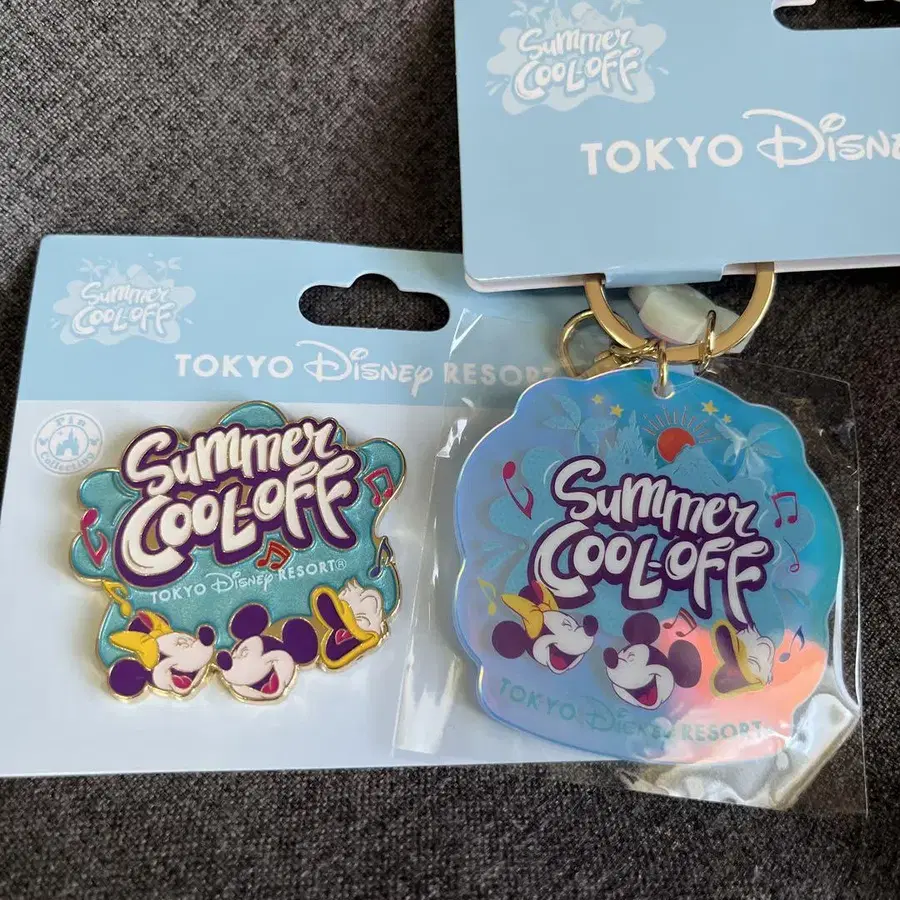 Summer
COOL-OFF
TOKYO Disne
Summer
COOL-OFF
TOKYO Disney RESORT
Pin
Collection
Summer
COOL-OFF
TOKYO Disney RESORT®
Summer
COOL-OFF
TOKYO Disney RESORT